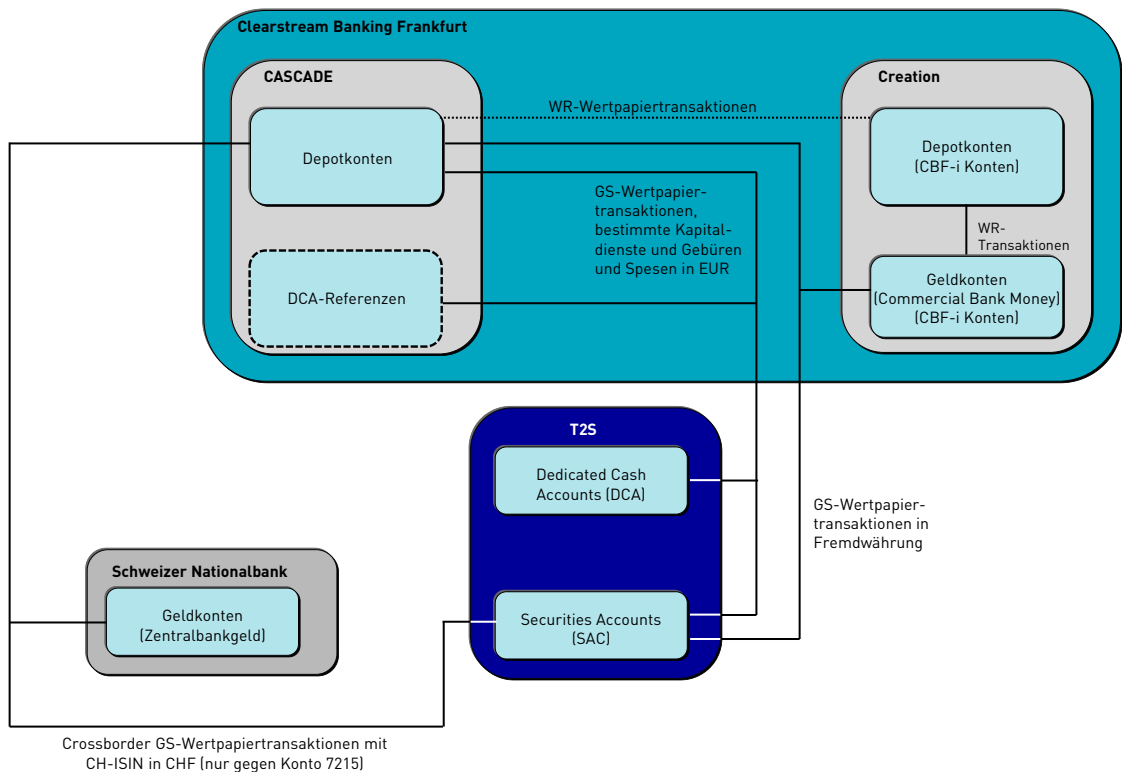 Clearstream Banking Frankfurt
CASCADE
Creation
WR-Wertpapiertransaktionen
Depotkonten
Depotkonten
(CBF-i Konten)
GS-Wertpapier-
transaktionen,
bestimmte Kapital-
dienste und Gebüren
und Spesen in EUR
WR-
Transaktionen
DCA-Referenzen
Geldkonten
(Commercial Bank Money)
(CBF-i Konten)
T2S
Dedicated Cash
Accounts (DCA)
GS-Wertpapier-
transaktionen in
Fremdwährung
Schweizer Nationalbank
Geldkonten
(Zentralbankgeld)
Securities Accounts
(SAC)
Crossborder GS-Wertpapiertransaktionen mit
CH-ISIN in CHF (nur gegen Konto 7215)